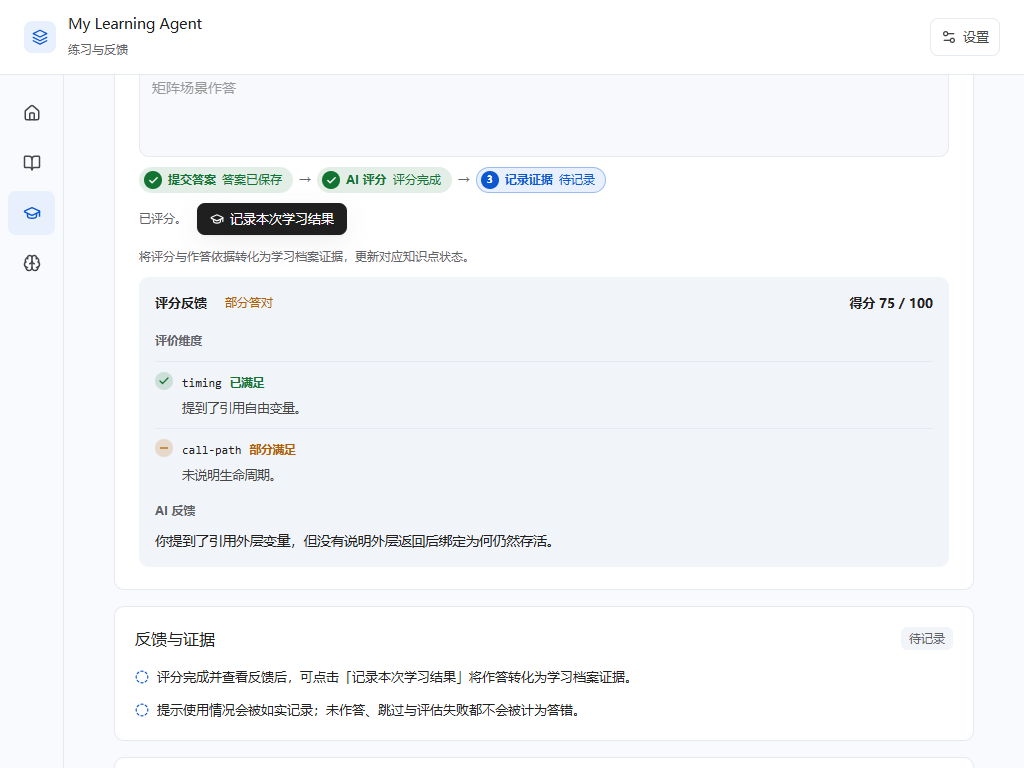 My Learning Agent
练习与反馈
设置
矩阵场景作答
提交答案 答案已保存 → AI 评分 评分完成 → 3 记录证据 待记录
已评分。 记录本次学习结果
将评分与作答依据转化为学习档案证据，更新对应知识点状态。
评分反馈 部分答对 得分 75 / 100
评价维度
timing 已满足
提到了引用自由变量。
call-path 部分满足
未说明生命周期。
AI 反馈
你提到了引用外层变量，但没有说明外层返回后绑定为何仍然存活。
反馈与证据 待记录
评分完成并查看反馈后，可点击「记录本次学习结果」将作答转化为学习档案证据。
提示使用情况会被如实记录；未作答、跳过与评估失败都不会被计为答错。